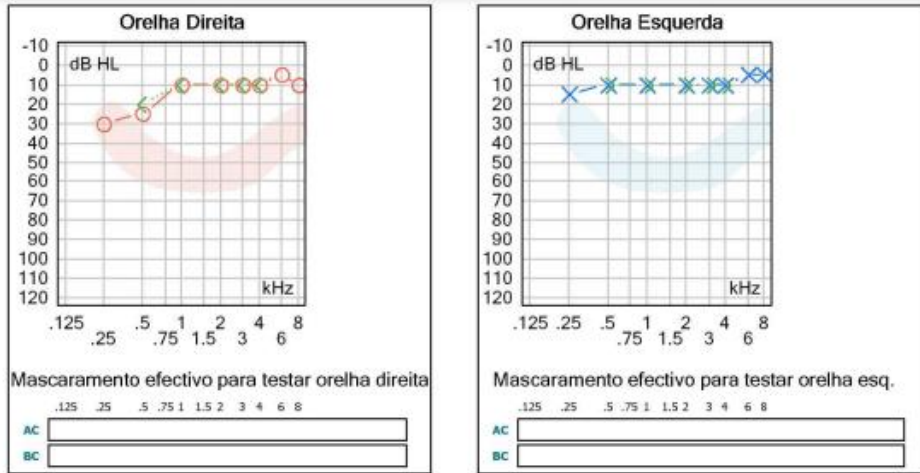 Orelha Direita
-10
0
dB HL
10
20
30
40
50
60
70
80
90
100
110
kHz
120
.125 .5 1 2 4 8
.25 .75 1.5 3 6
Mascaramento efectivo para testar orelha direita
.125 .25 .5 .75 1 1.5 2 3 4 6 8
AC
BC
Orelha Esquerda
-10
0
dB HL
10
20
30
40
50
60
70
80
90
100
110
kHz
120
.125 .25 .5 1 2 4 8
.75 1.5 3 6
Mascaramento efectivo para testar orelha esq.
.125 .25 .5 .75 1 1.5 2 3 4 6 8
AC
BC